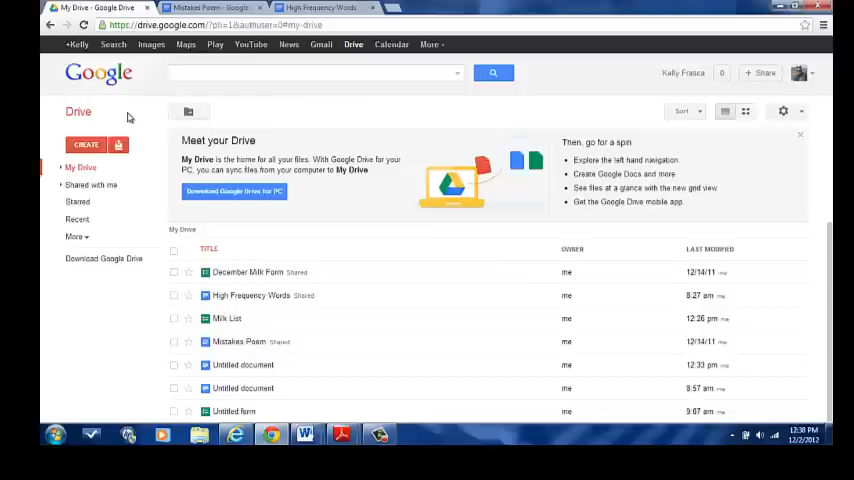 My Drive - Google Drive
Mistakes Poem - Google
High Frequency Words
https://drive.google.com/?pli=1&authuser=0#my-drive
+Kelly Search Images Maps Play YouTube News Gmail Drive Calendar More
Google
Kelly Frasca 0 + Share
Drive
Sort
CREATE
My Drive
Shared with me
Starred
Recent
More
Download Google Drive
Meet your Drive
My Drive is the home for all your files. With Google Drive for your
PC, you can sync files from your computer to My Drive
Download Google Drive for PC
Then, go for a spin
Explore the left hand navigation.
Create Google Docs and more.
See files at a glance with the new grid view
Get the Google Drive mobile app.
My Drive
TITLE OWNER LAST MODIFIED
December Milk Form Shared me 12/14/11 me
High Frequency Words Shared me 8:27 am me
Milk List me 12:26 pm me
Mistakes Poem Shared me 12/14/11 me
Untitled document me 12:33 pm me
Untitled document me 8:57 am me
Untitled form me 9:07 am me
12:38 PM
12/2/2012